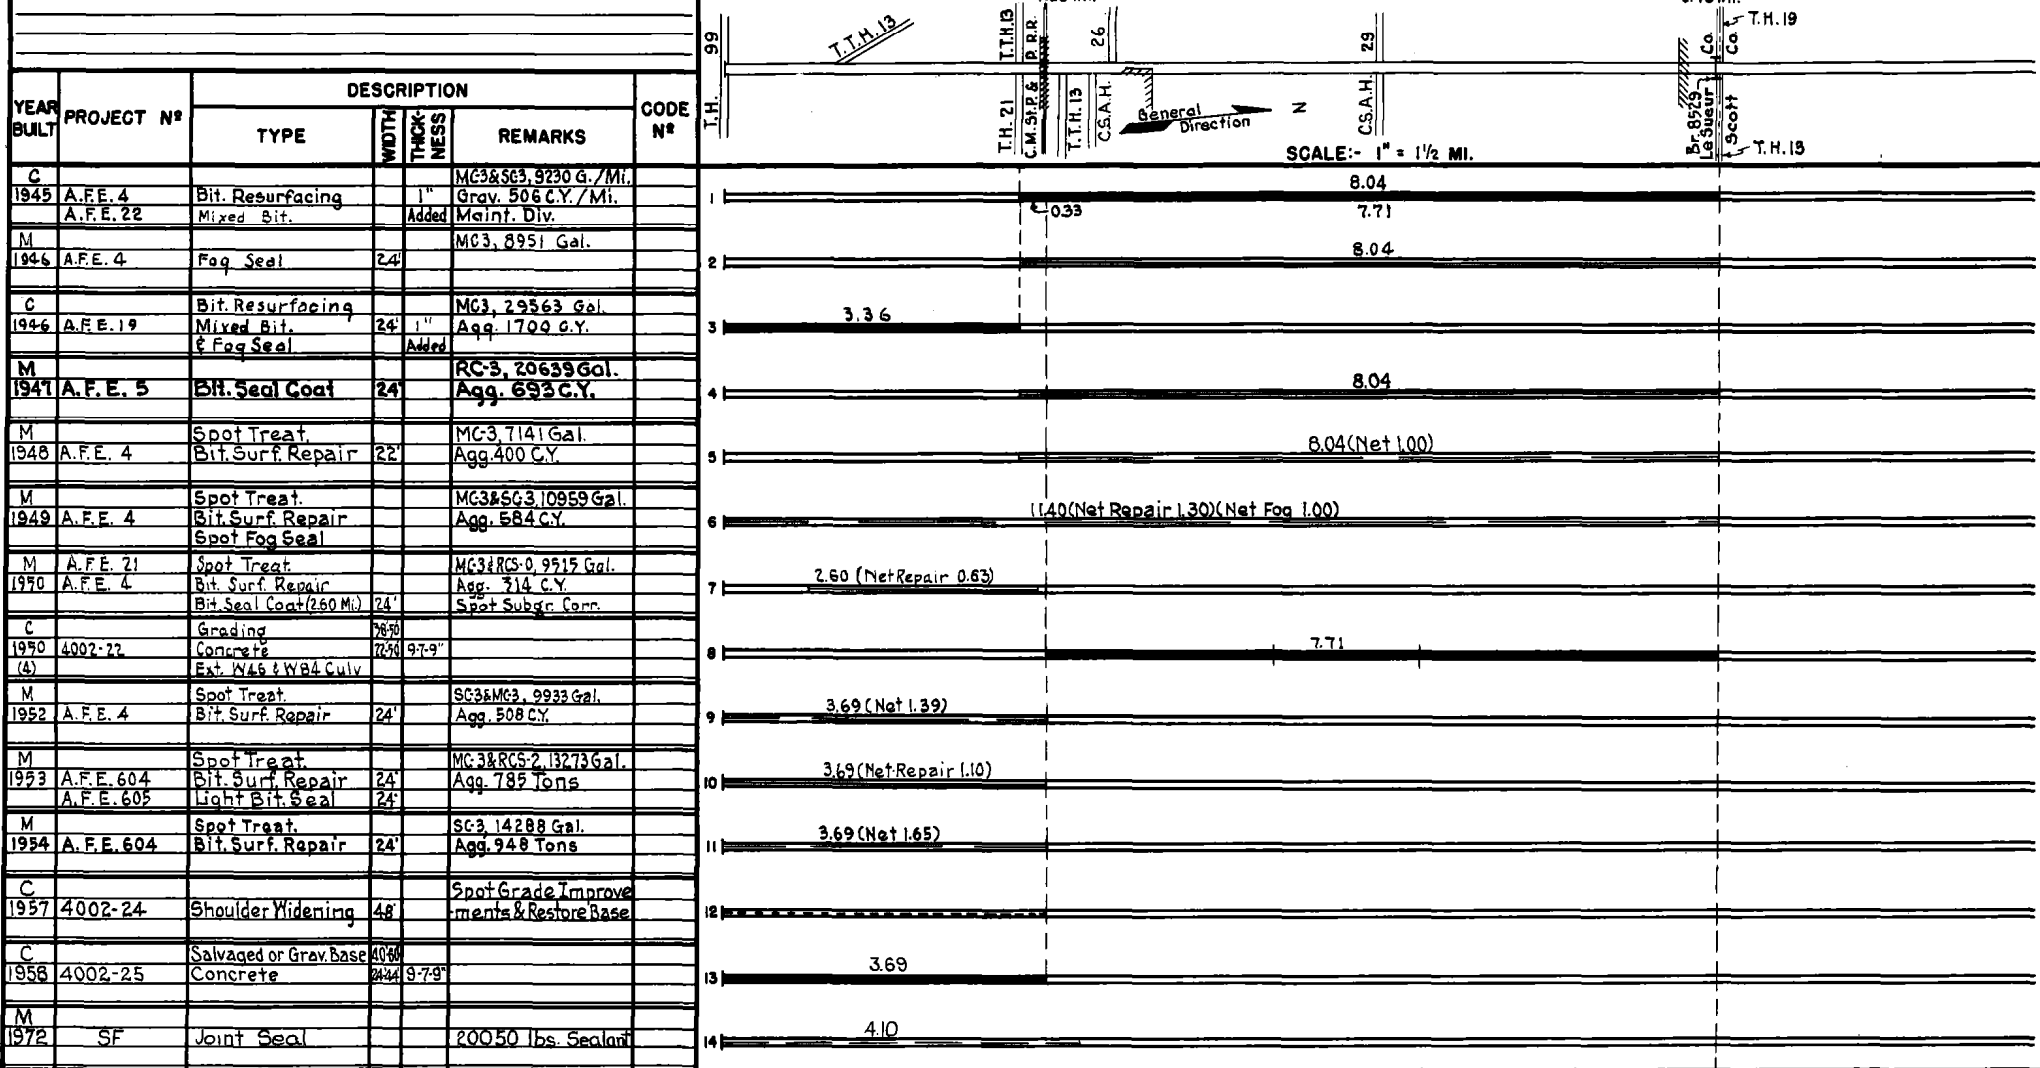 YEAR BUILT
PROJECT Nº
DESCRIPTION
TYPE
WIDTH
THICK-NESS
REMARKS
CODE Nº
T.H. 99
T.T.H.13
T.H. 21
T.T.H.13
C.M.St.P. & P. R.R.
T.T.H.13
C.S.A.H. 26
General Direction
N
C.S.A.H. 29
SCALE:- 1" = 1½ MI.
Br. 8529
LeSueur Co.
Scott Co.
T.H.19
T.H.13
C MC3&SC3, 9230 G./Mi.
1945 A.F.E. 4 Bit. Resurfacing 1" Grav. 506 C.Y./Mi.
A.F.E. 22 Mixed Bit. Added Maint. Div.
1 8.04
0.33 7.71
M MC3, 8951 Gal.
1946 A.F.E. 4 Fog Seal 24'
2 8.04
C Bit. Resurfacing MC3, 29563 Gal.
1946 A.F.E.19 Mixed Bit. 24' 1" Agg. 1700 C.Y.
& Fog Seal Added
3 3.36
M RC-3, 20639 Gal.
1947 A.F.E. 5 Bit. Seal Coat 24' Agg. 693 C.Y.
4 8.04
M Spot Treat. MC-3, 7141 Gal.
1948 A.F.E. 4 Bit. Surf. Repair 22' Agg. 400 C.Y.
5 8.04 (Net 1.00)
M Spot Treat. MC3&SC3, 10959 Gal.
1949 A.F.E. 4 Bit. Surf. Repair Agg. 584 C.Y.
Spot Fog Seal
6 11.40 (Net Repair 1.30)(Net Fog 1.00)
M A.F.E. 21 Spot Treat. MC-3&RCS-0, 9515 Gal.
1950 A.F.E. 4 Bit. Surf. Repair Agg. 314 C.Y.
Bit. Seal Coat (2.60 Mi.) 24' Spot Subgr. Corr.
7 2.60 (Net Repair 0.63)
C Grading
1950 4002-22 Concrete 9-7-9"
(4) Ext. W46 & W84 Culv
8 7.71
M Spot Treat. SC-3&MC-3, 9933 Gal.
1952 A.F.E. 4 Bit. Surf. Repair 24' Agg. 508 C.Y.
9 3.69 (Net 1.39)
M Spot Treat. MC-3&RCS-2, 13273 Gal.
1953 A.F.E. 604 Bit. Surf. Repair 24' Agg. 785 Tons
A.F.E. 605 Light Bit. Seal 24'
10 3.69 (Net Repair 1.10)
M Spot Treat. SC-3, 14288 Gal.
1954 A.F.E. 604 Bit. Surf. Repair 24' Agg. 948 Tons
11 3.69 (Net 1.65)
C Spot Grade Improve
1957 4002-24 Shoulder Widening 48' -ments & Restore Base
12
C Salvaged or Grav. Base
1958 4002-25 Concrete 9-7-9"
13 3.69
M
1972 SF Joint Seal 20050 lbs. Sealant
14 4.10